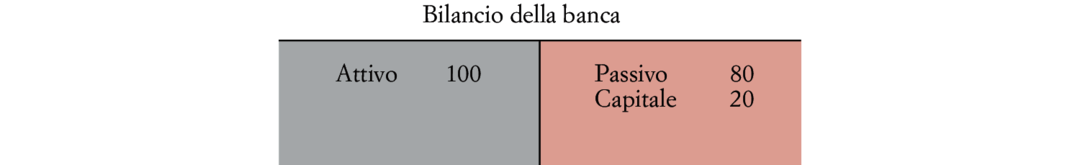 Bilancio della banca
Attivo 100 Passivo 80
Capitale 20